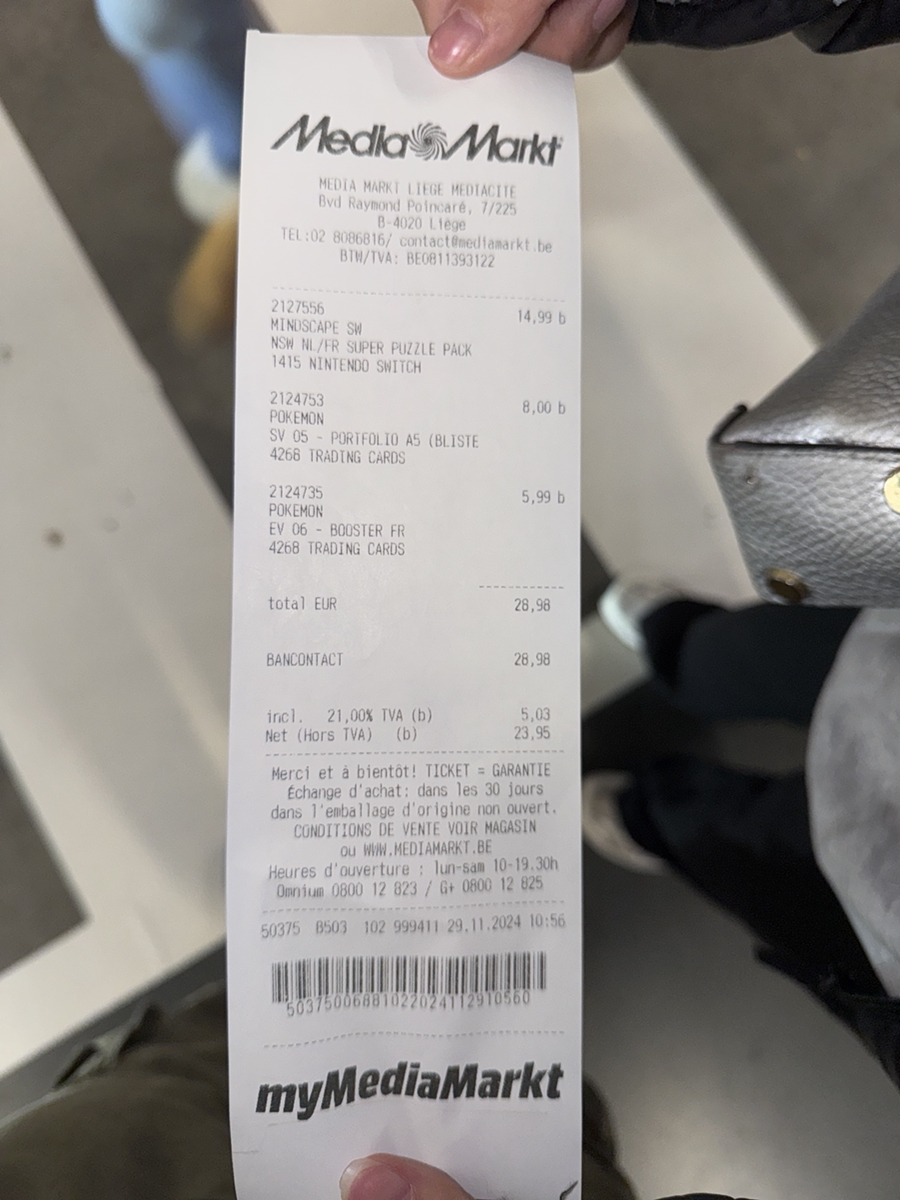 MediaMarkt
MEDIA MARKT LIEGE MEDIACITE
Bvd Raymond Poincaré, 7/225
B-4020 Liège
TEL:02 8086816/ contact@mediamarkt.be
BTW/TVA: BE0811393122
2127556 14,99 b
MINDSCAPE SW
NSW NL/FR SUPER PUZZLE PACK
1415 NINTENDO SWITCH
2124753 8,00 b
POKEMON
SV 05 - PORTFOLIO A5 (BLISTE
4268 TRADING CARDS
2124735 5,99 b
POKEMON
EV 06 - BOOSTER FR
4268 TRADING CARDS
total EUR 28,98
BANCONTACT 28,98
incl. 21,00% TVA (b) 5,03
Net (Hors TVA) (b) 23,95
Merci et à bientôt! TICKET = GARANTIE
Échange d'achat: dans les 30 jours
dans l'emballage d'origine non ouvert.
CONDITIONS DE VENTE VOIR MAGASIN
ou WWW.MEDIAMARKT.BE
Heures d'ouverture : lun-sam 10-19.30h
Omnium 0800 12 823 / G+ 0800 12 825
50375 B503 102 999411 29.11.2024 10:56
50375006881022024112910560
myMediaMarkt